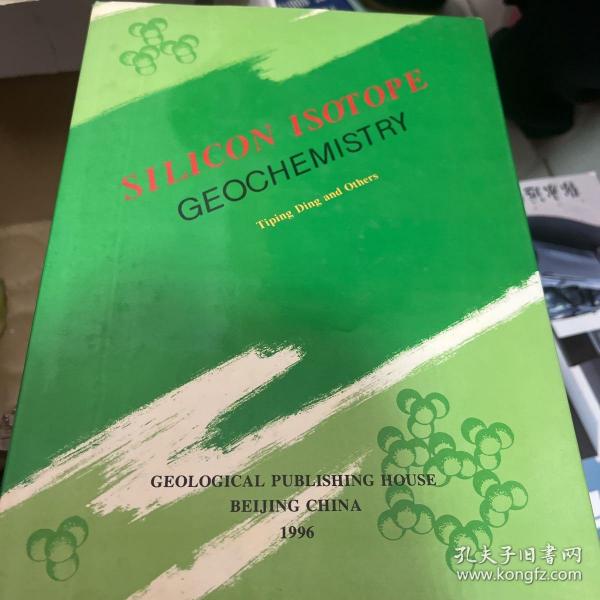 SILICON ISOTOPE
GEOCHEMISTRY
Tiping Ding and Others
GEOLOGICAL PUBLISHING HOUSE
BEIJING CHINA
1996
孔夫子旧書网
www.kongfz.com